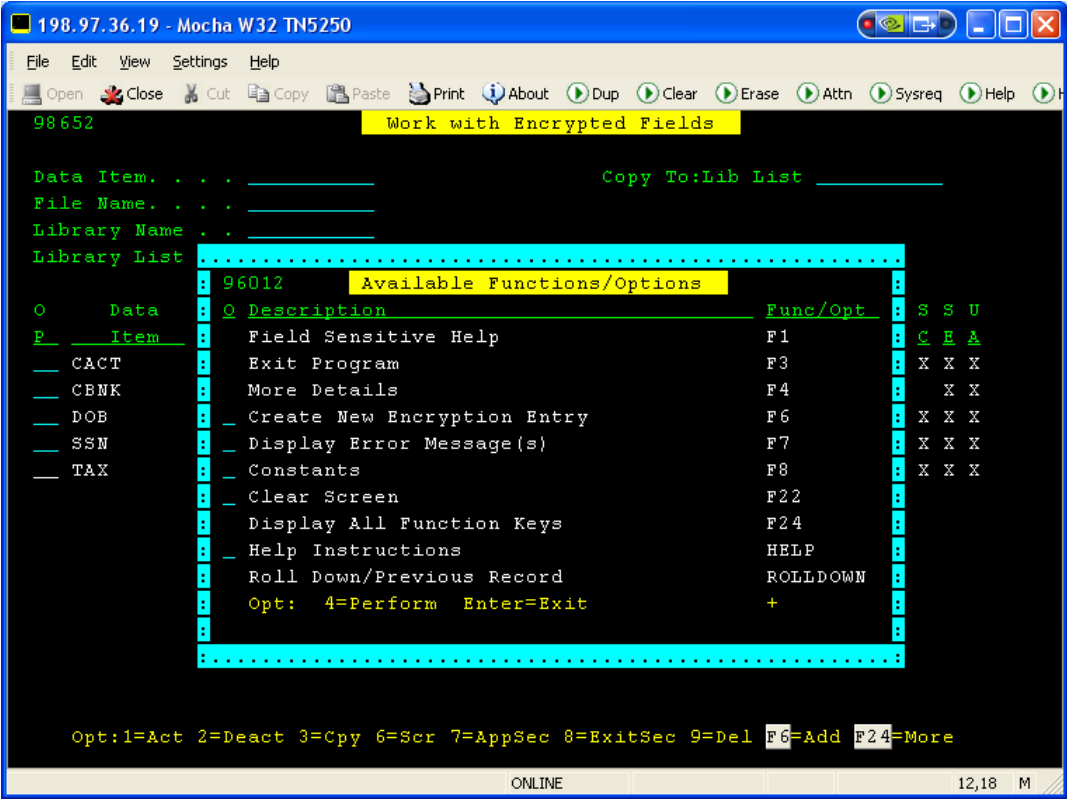 198.97.36.19 - Mocha W32 TN5250
File Edit View Settings Help
Open Close Cut Copy Paste Print About Dup Clear Erase Attn Sysreq Help H
98652 Work with Encrypted Fields
Data Item. . . . Copy To:Lib List
File Name. . . .
Library Name . .
Library List
96012 Available Functions/Options
O Data O Description Func/Opt S S U
P Item Field Sensitive Help F1 C E A
CACT Exit Program F3 X X X
CBNK More Details F4 X X
DOB Create New Encryption Entry F6 X X X
SSN Display Error Message(s) F7 X X X
TAX Constants F8 X X X
Clear Screen F22
Display All Function Keys F24
Help Instructions HELP
Roll Down/Previous Record ROLLDOWN
Opt: 4=Perform Enter=Exit +
Opt:1=Act 2=Deact 3=Cpy 6=Scr 7=AppSec 8=ExitSec 9=Del F6=Add F24=More
ONLINE 12,18 M